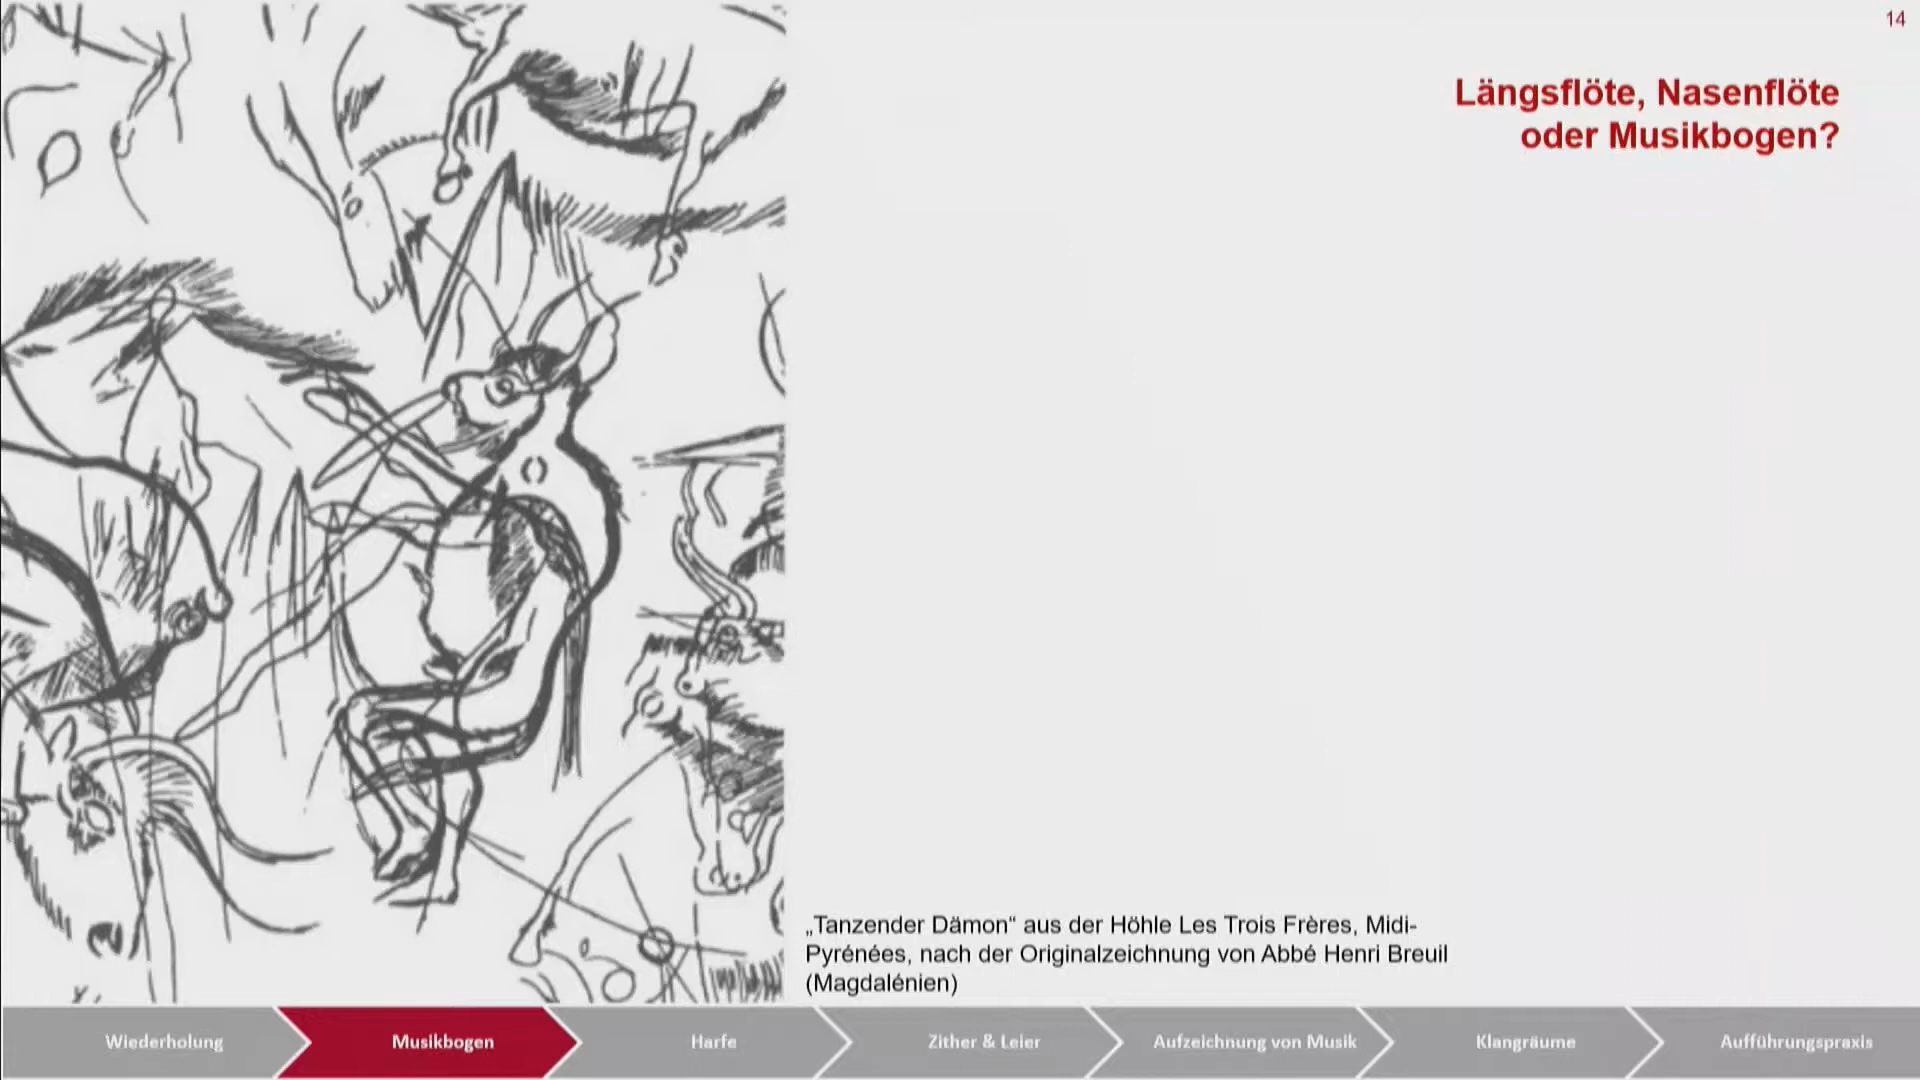 14
Längsflöte, Nasenflöte
oder Musikbogen?
„Tanzender Dämon“ aus der Höhle Les Trois Frères, Midi-
Pyrénées, nach der Originalzeichnung von Abbé Henri Breuil
(Magdalénien)
Wiederholung
Musikbogen
Harfe
Zither & Leier
Aufzeichnung von Musik
Klangräume
Aufführungspraxis